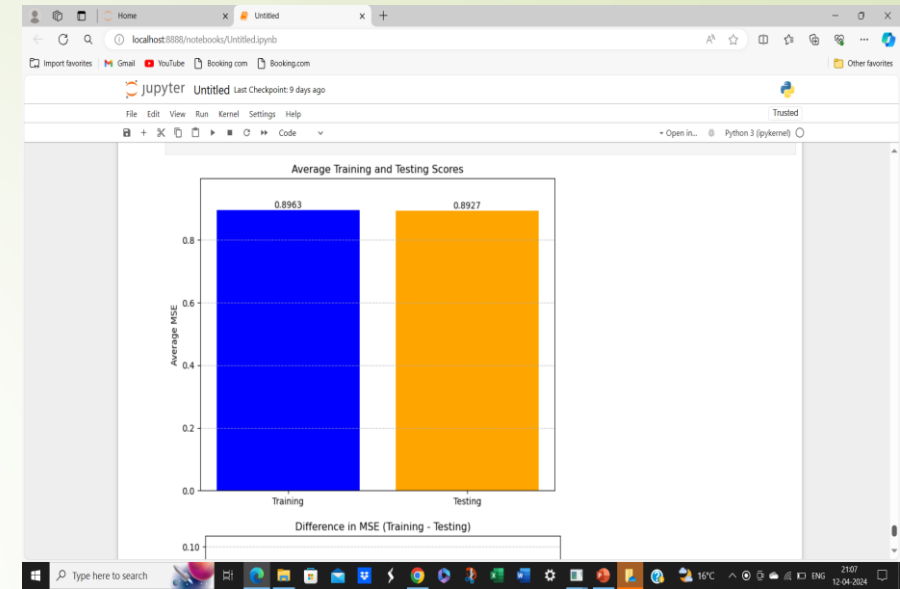 Home
Untitled
localhost:8888/notebooks/Untitled.ipynb
Import favorites
Gmail
YouTube
Booking com
Booking.com
Other favorites
jupyter Untitled Last Checkpoint: 9 days ago
File Edit View Run Kernel Settings Help
Trusted
Code
Open in...
Python 3 (ipykernel)
Average Training and Testing Scores
0.8963
0.8927
0.8
0.6
0.4
0.2
0.0
Average MSE
Training
Testing
Difference in MSE (Training - Testing)
0.10
Type here to search
16°C
ENG
21:07
12-04-2024